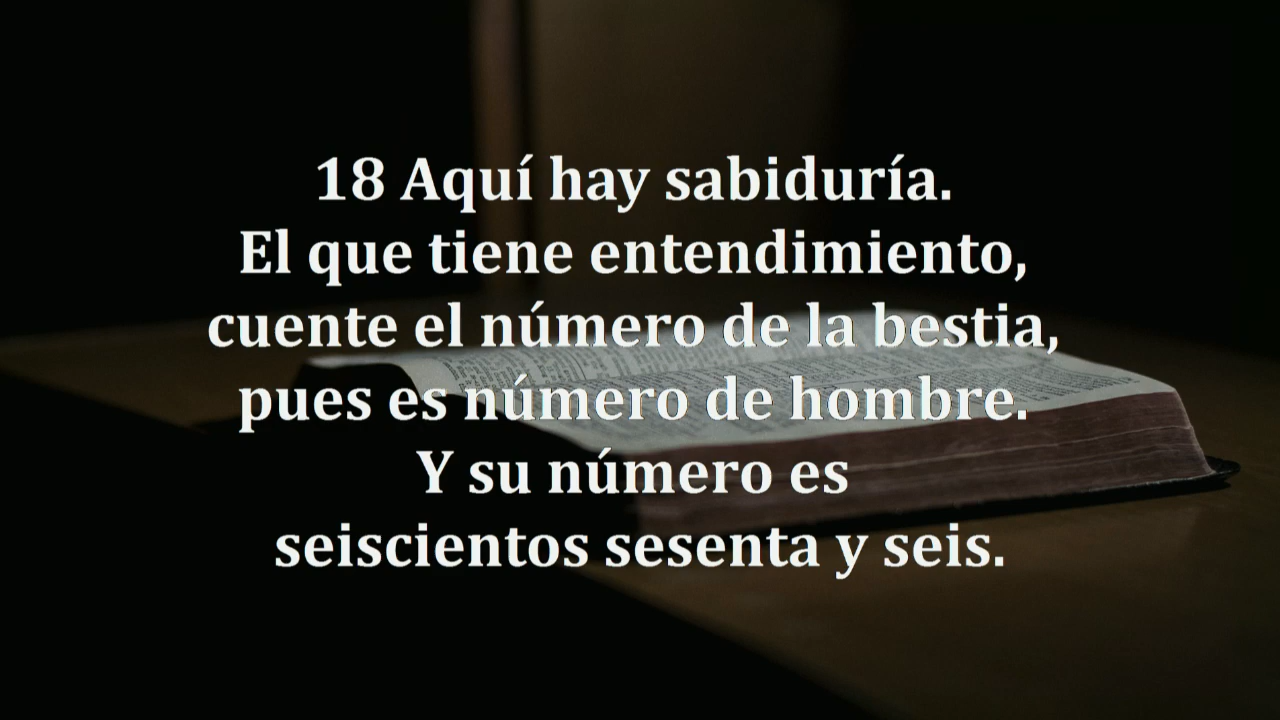 18 Aquí hay sabiduría.
El que tiene entendimiento,
cuente el número de la bestia,
pues es número de hombre.
Y su número es
seiscientos sesenta y seis.